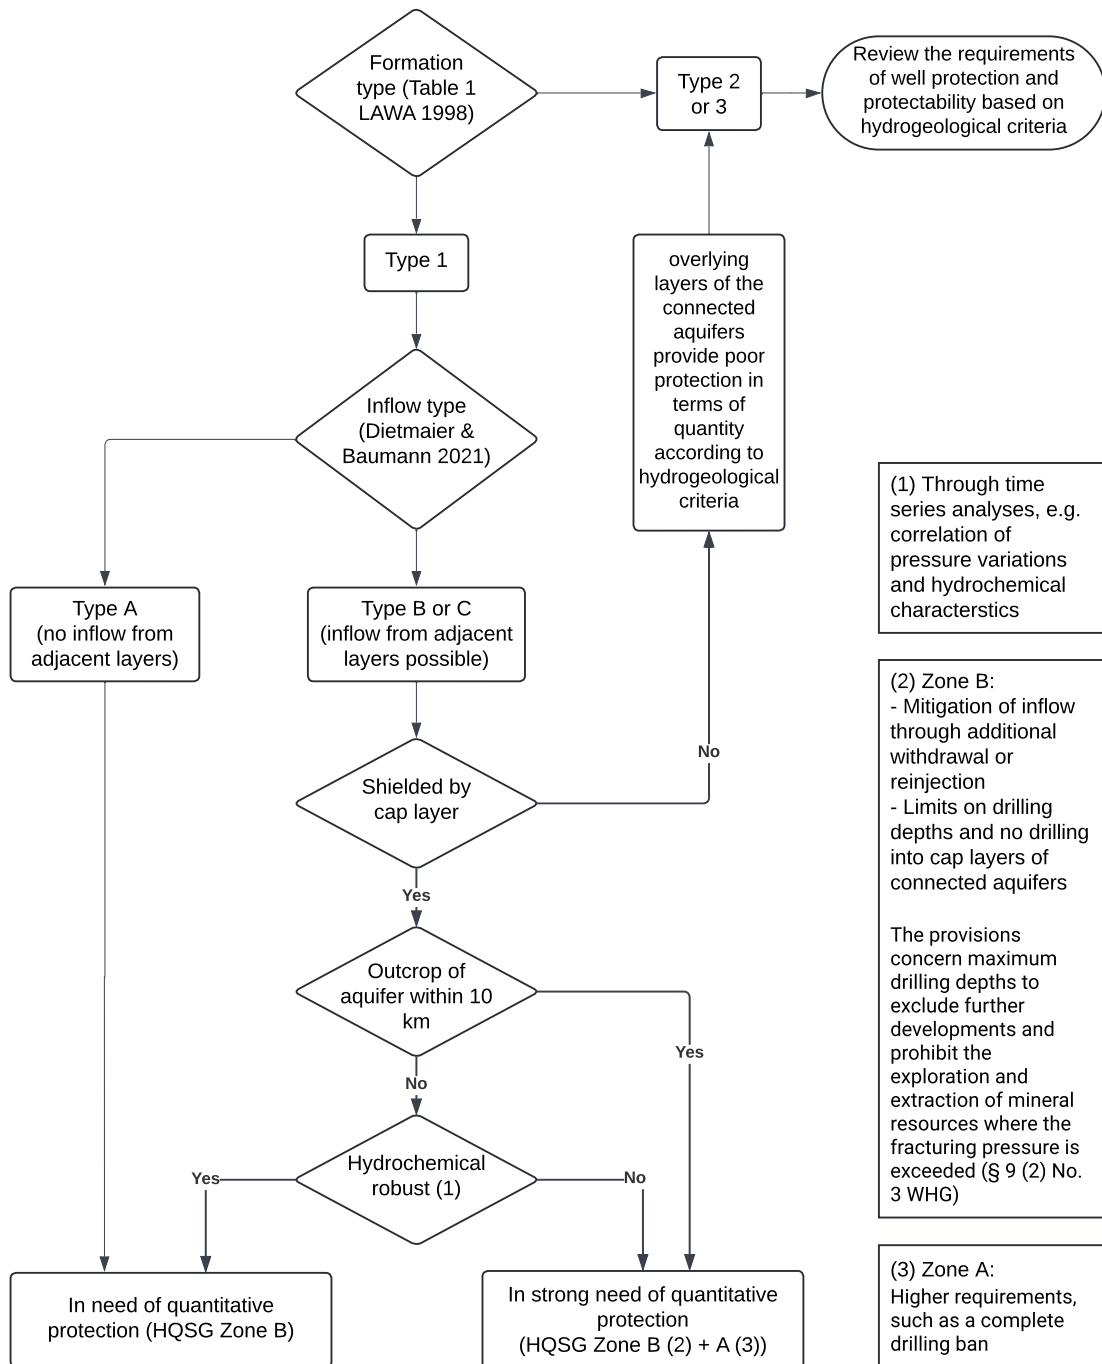 Formation
type (Table 1
LAWA 1998)
Type 2
or 3
Review the requirements
of well protection and
protectability based on
hydrogeological criteria
Type 1
overlying
layers of the
connected
aquifers
provide poor
protection in
terms of
quantity
according to
hydrogeological
criteria
Inflow type
(Dietmaier &
Baumann 2021)
Type A
(no inflow from
adjacent layers)
Type B or C
(inflow from adjacent
layers possible)
No
Shielded by
cap layer
Yes
Outcrop of
aquifer within 10
km
Yes
No
Hydrochemical
robust (1)
Yes
No
In need of quantitative
protection (HQSG Zone B)
In strong need of quantitative
protection
(HQSG Zone B (2) + A (3))
(1) Through time
series analyses, e.g.
correlation of
pressure variations
and hydrochemical
characterstics
(2) Zone B:
- Mitigation of inflow
through additional
withdrawal or
reinjection
- Limits on drilling
depths and no drilling
into cap layers of
connected aquifers
The provisions
concern maximum
drilling depths to
exclude further
developments and
prohibit the
exploration and
extraction of mineral
resources where the
fracturing pressure is
exceeded (§ 9 (2) No.
3 WHG)
(3) Zone A:
Higher requirements,
such as a complete
drilling ban